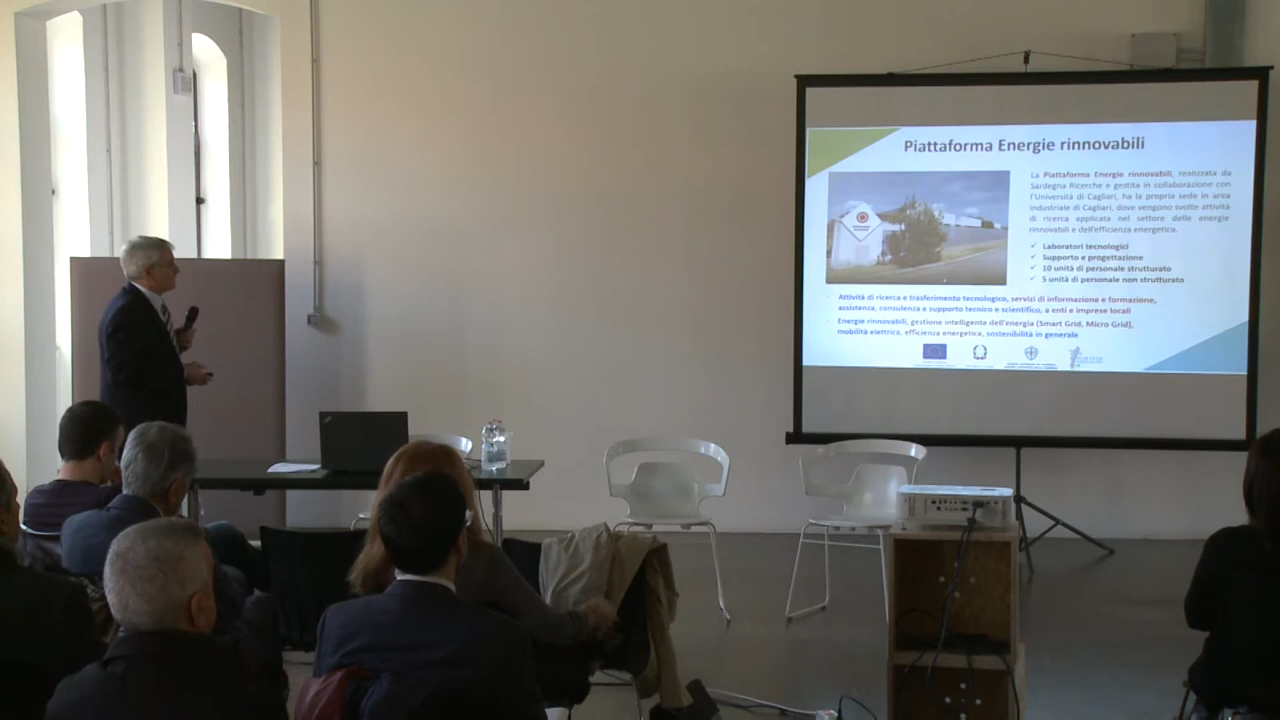 Piattaforma Energie rinnovabili
La Piattaforma Energie rinnovabili, realizzata da
Sardegna Ricerche e gestita in collaborazione con
l'Università di Cagliari, ha la propria sede in area
industriale di Cagliari, dove vengono svolte attività
di ricerca applicata nel settore delle energie
rinnovabili e dell'efficienza energetica.
✓ Laboratori tecnologici
✓ Supporto e progettazione
✓ 10 unità di personale strutturato
✓ 5 unità di personale non strutturato
Attività di ricerca e trasferimento tecnologico, servizi di informazione e formazione,
assistenza, consulenza e supporto tecnico e scientifico, a enti e imprese locali
Energie rinnovabili, gestione intelligente dell'energia (Smart Grid, Micro Grid),
mobilità elettrica, efficienza energetica, sostenibilità in generale